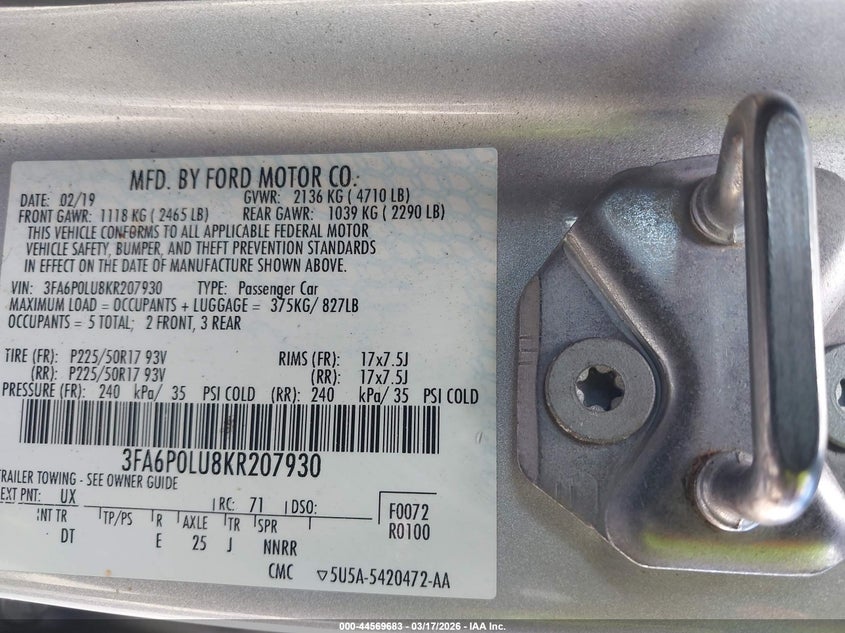 MFD. BY FORD MOTOR CO.:
DATE: 02/19 GVWR: 2136 KG ( 4710 LB)
FRONT GAWR: 1118 KG ( 2465 LB) REAR GAWR: 1039 KG ( 2290 LB)
THIS VEHICLE CONFORMS TO ALL APPLICABLE FEDERAL MOTOR
VEHICLE SAFETY, BUMPER, AND THEFT PREVENTION STANDARDS
IN EFFECT ON THE DATE OF MANUFACTURE SHOWN ABOVE.
VIN: 3FA6P0LU8KR207930 TYPE: Passenger Car
MAXIMUM LOAD = OCCUPANTS + LUGGAGE = 375KG/ 827LB
OCCUPANTS = 5 TOTAL; 2 FRONT, 3 REAR
TIRE (FR): P225/50R17 93V RIMS (FR): 17x7.5J
(RR): P225/50R17 93V (RR): 17x7.5J
PRESSURE (FR): 240 kPa/ 35 PSI COLD (RR): 240 kPa/ 35 PSI COLD
3FA6P0LU8KR207930
TRAILER TOWING - SEE OWNER GUIDE
EXT PNT: UX RC: 71 DSO: F0072
INT TR TP/PS R AXLE TR SPR R0100
DT E 25 J NNRR
CMC ▽5U5A-5420472-AA
000-44569683 - 03/17/2026 - IAA Inc.